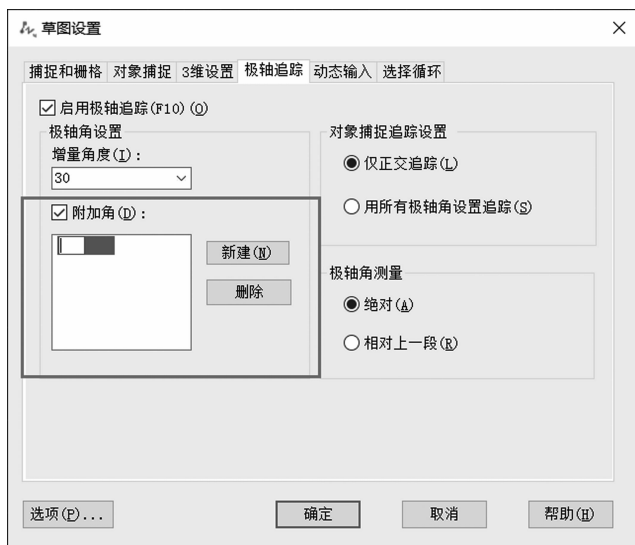 草图设置
捕捉和栅格 对象捕捉 3维设置 极轴追踪 动态输入 选择循环
启用极轴追踪(F10)(O)
极轴角设置
增量角度(I):
30
附加角(D):
新建(N)
删除
对象捕捉追踪设置
仅正交追踪(L)
用所有极轴角设置追踪(S)
极轴角测量
绝对(A)
相对上一段(R)
选项(P)... 确定 取消 帮助(H)